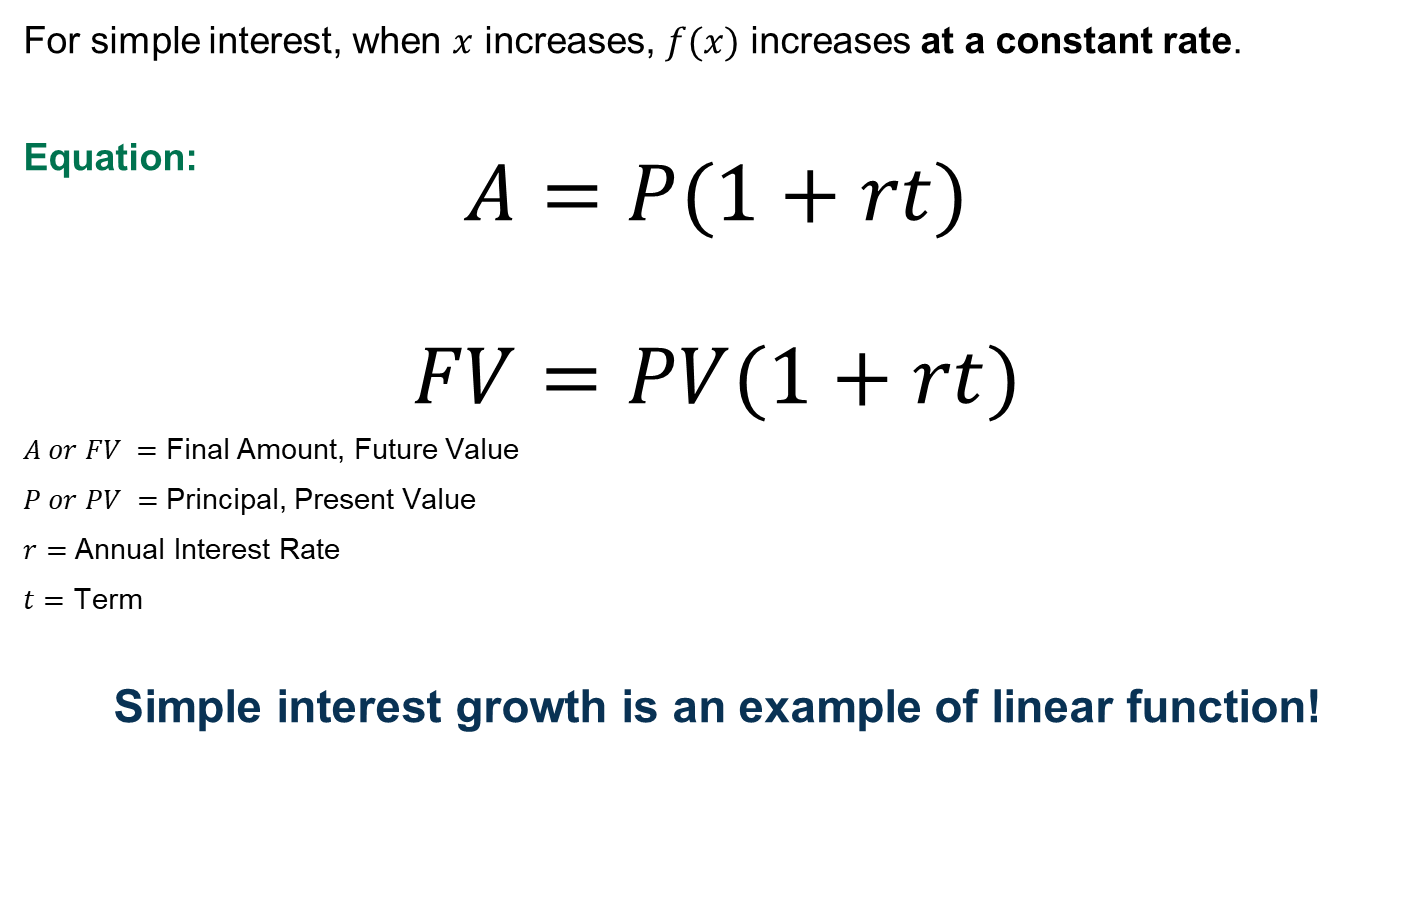 For simple interest, when x increases, f(x) increases at a constant rate.
Equation:
A = P(1 + rt)
FV = PV(1 + rt)
A or FV = Final Amount, Future Value
P or PV = Principal, Present Value
r = Annual Interest Rate
t = Term
Simple interest growth is an example of linear function!